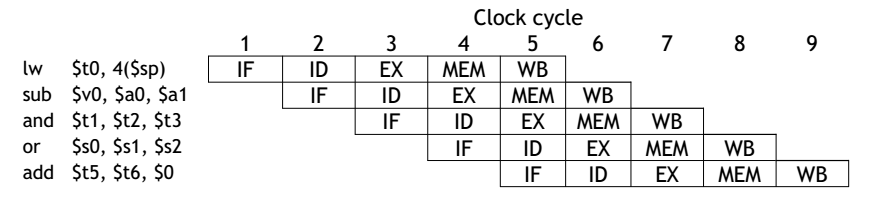 Clock cycle
1 2 3 4 5 6 7 8 9
lw $t0, 4($sp) IF ID EX MEM WB
sub $v0, $a0, $a1 IF ID EX MEM WB
and $t1, $t2, $t3 IF ID EX MEM WB
or $s0, $s1, $s2 IF ID EX MEM WB
add $t5, $t6, $0 IF ID EX MEM WB